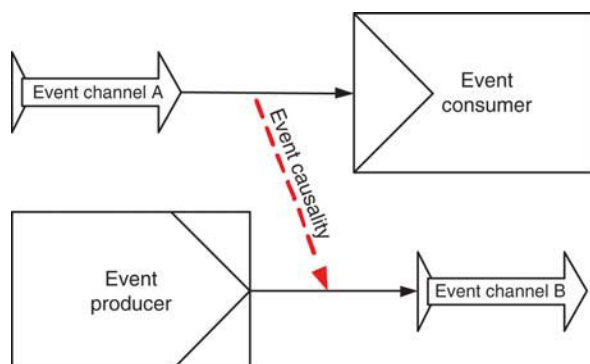 Event channel A
Event
consumer
Event causality
Event
producer
Event channel B